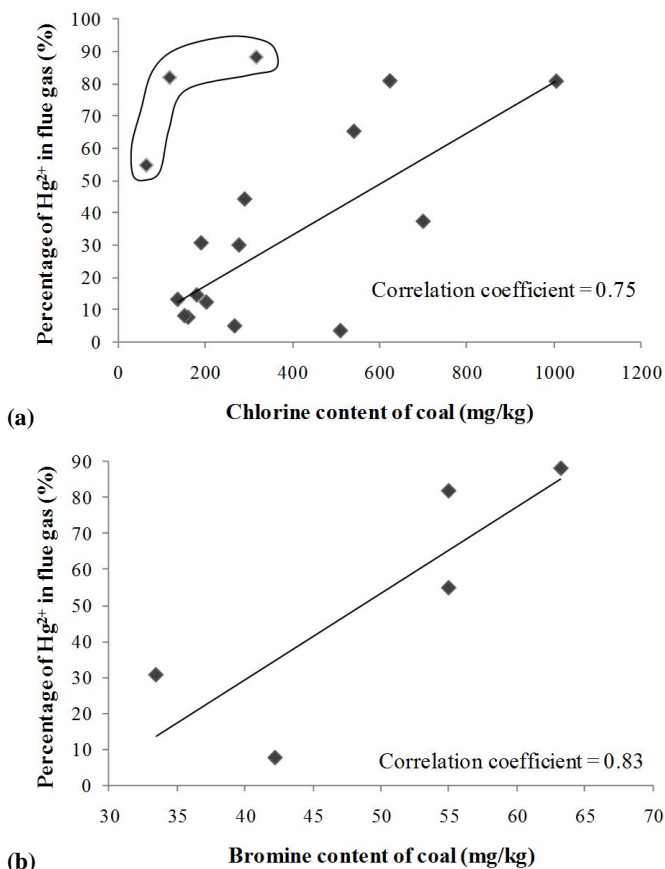 100
90
80
70
60
50
40
30
20
10
0
Percentage of Hg²⁺ in flue gas (%)
Correlation coefficient = 0.75
0 200 400 600 800 1000 1200
(a) Chlorine content of coal (mg/kg)
90
80
70
60
50
40
30
20
10
0
Percentage of Hg²⁺ in flue gas (%)
Correlation coefficient = 0.83
30 35 40 45 50 55 60 65 70
(b) Bromine content of coal (mg/kg)